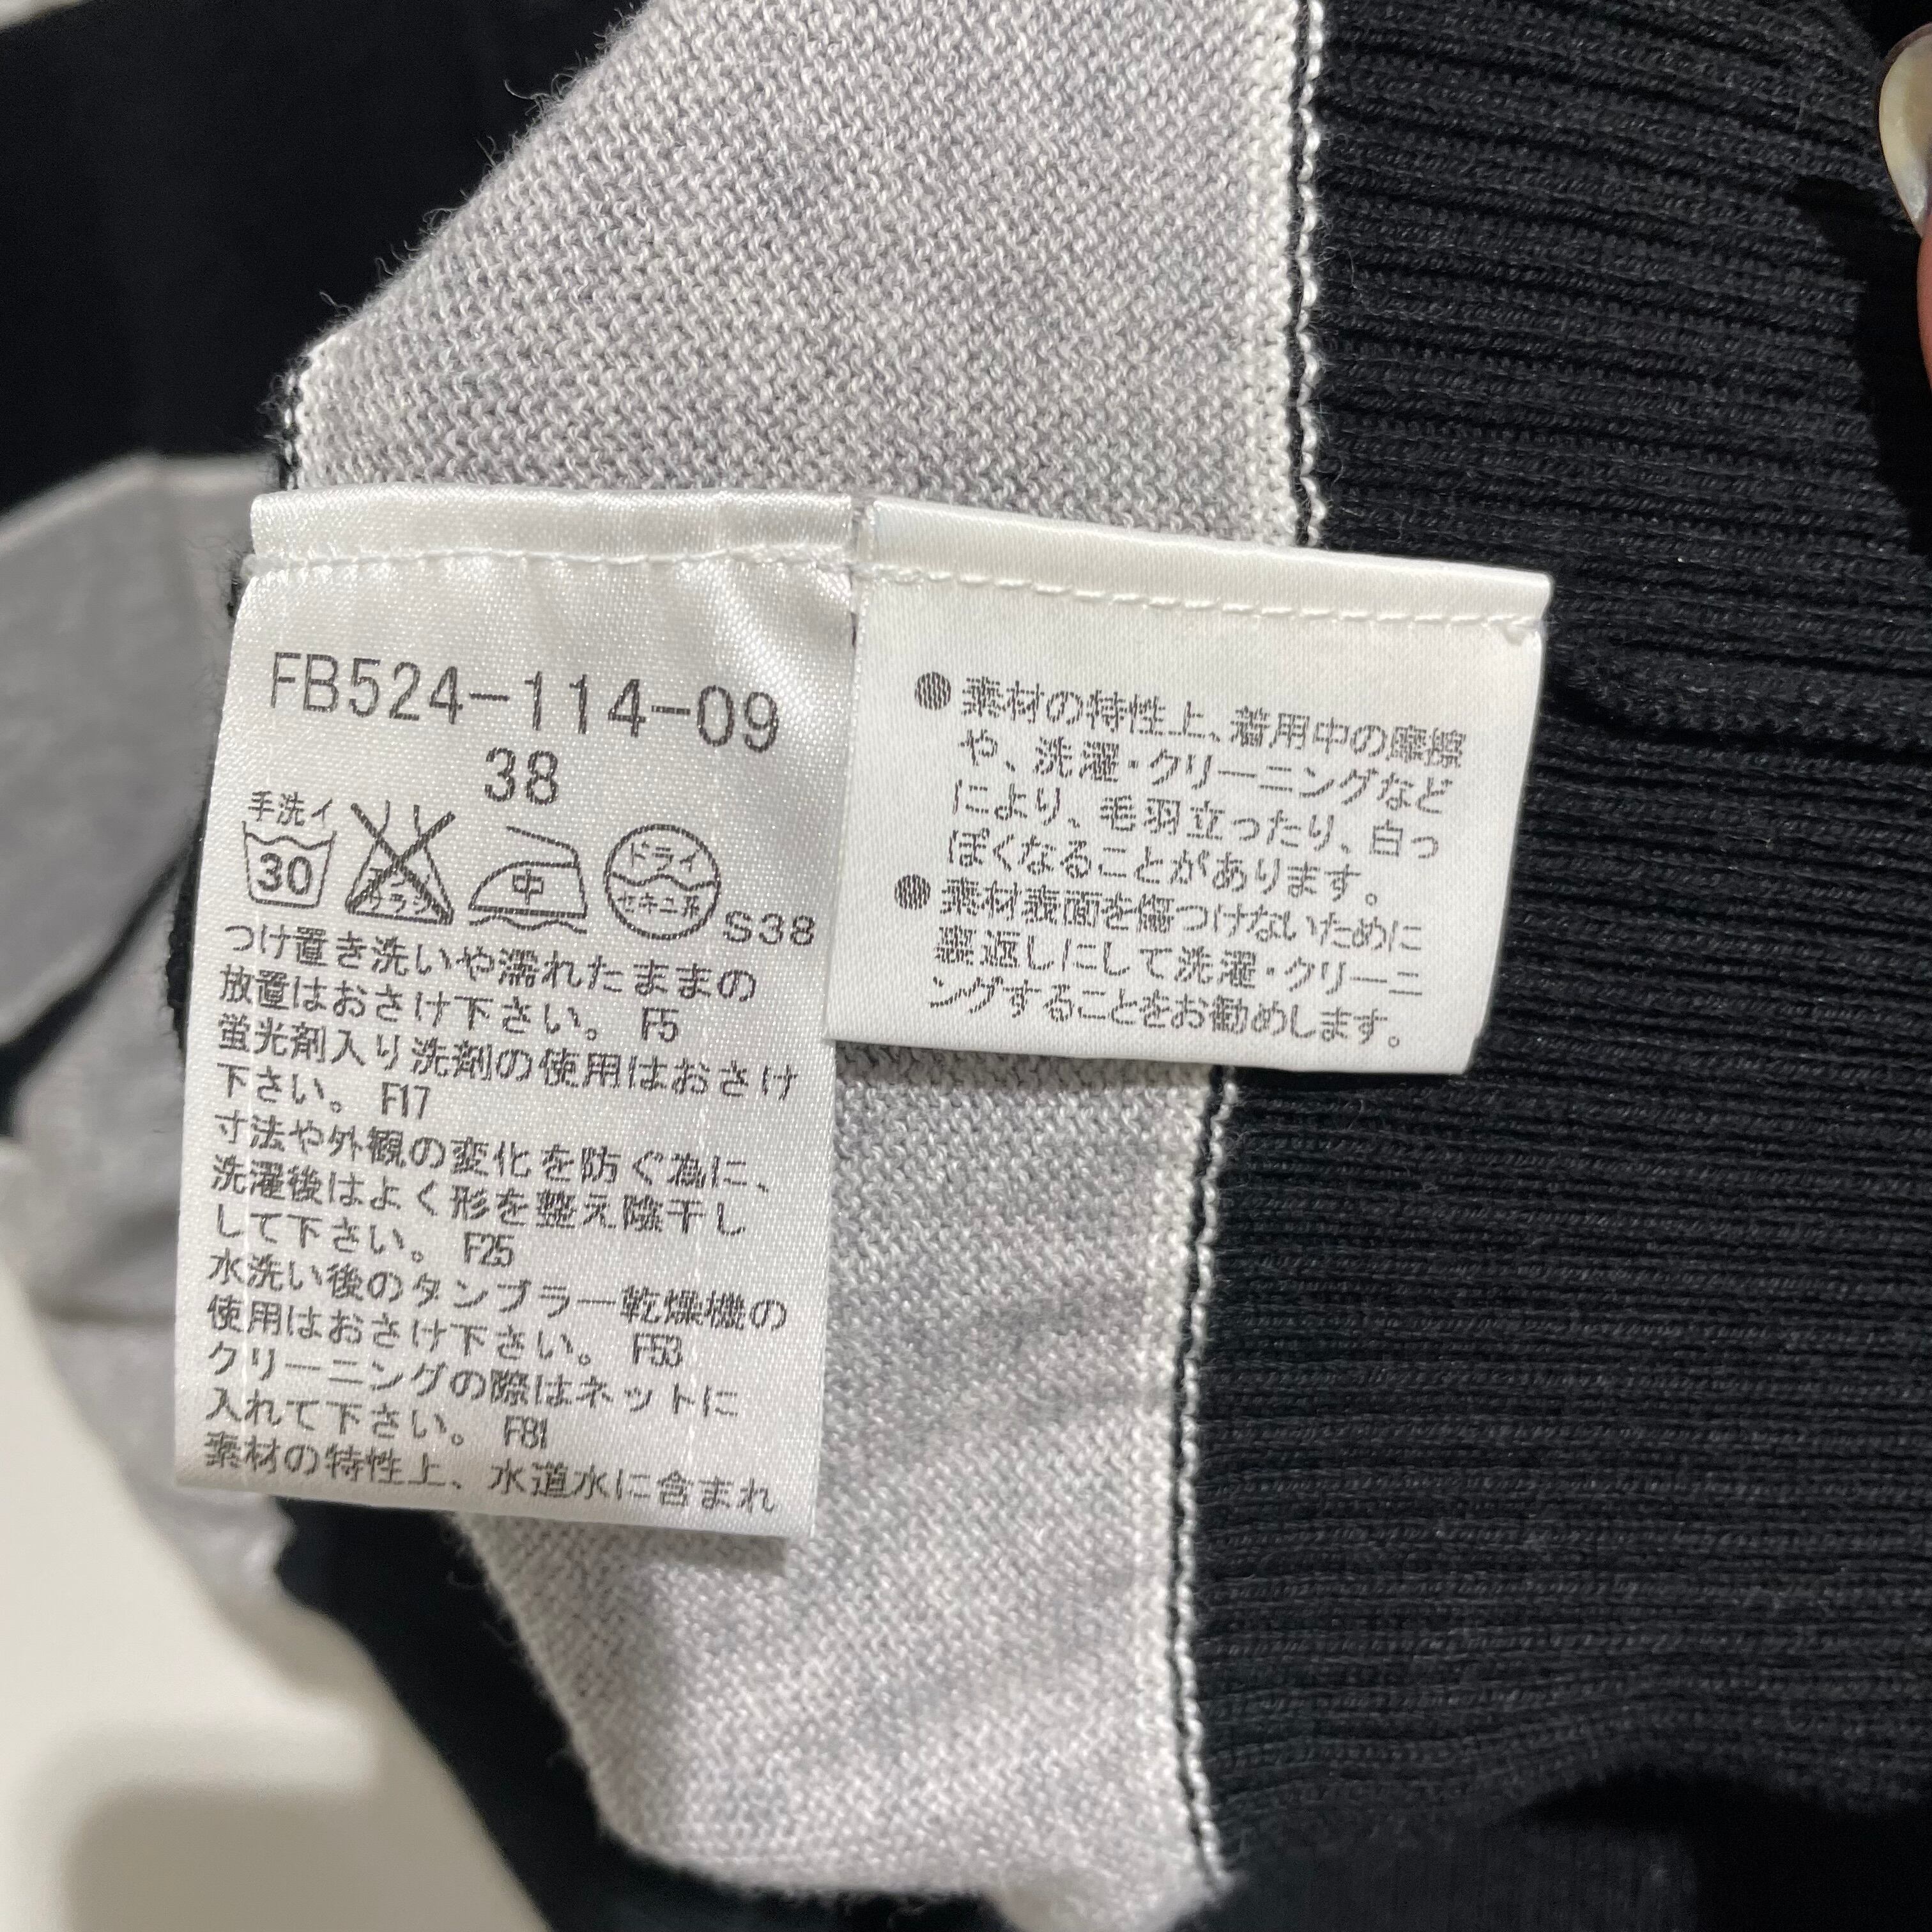 FB524-114-09
38
手洗イ
30
エンソ
サラシ
中
ドライ
セキユ系
S38
つけ置き洗いや濡れたままの
放置はおさけ下さい。 F5
蛍光剤入り洗剤の使用はおさけ
下さい。 F17
寸法や外観の変化を防ぐ為に、
洗濯後はよく形を整え陰干し
して下さい。 F25
水洗い後のタンブラー乾燥機の
使用はおさけ下さい。 F53
クリーニングの際はネットに
入れて下さい。 F81
素材の特性上、水道水に含まれ
●素材の特性上、着用中の摩擦
や、洗濯・クリーニングなど
により、毛羽立ったり、白っ
ぽくなることがあります。
●素材表面を傷つけないために
裏返しにして洗濯・クリーニ
ングすることをお勧めします。